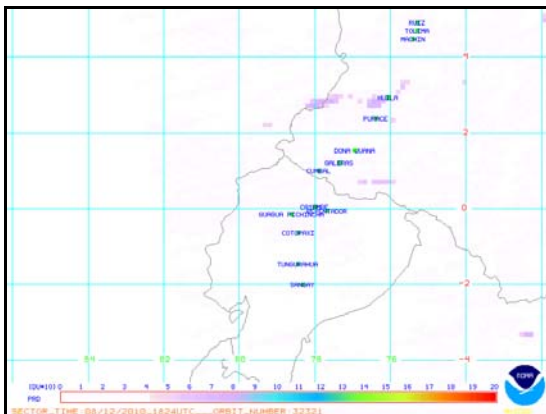 RUIZ
TOLIMA
MACHIN
4
HUILA
PURACE
2
DONA JUANA
GALERAS
CUMBAL
0
GUAGUA PICHINCHA
COTOPAXI
TUNGURAHUA
SANGAY
-2
84
82
80
78
76
-4
(DU*10) 0 1 2 3 4 5 6 7 8 9 10 11 12 13 14 15 16 17 18 19 20
PRD
NOAA
SECTOR TIME: 08/12/2010 1824UTC ORBIT NUMBER: 32321